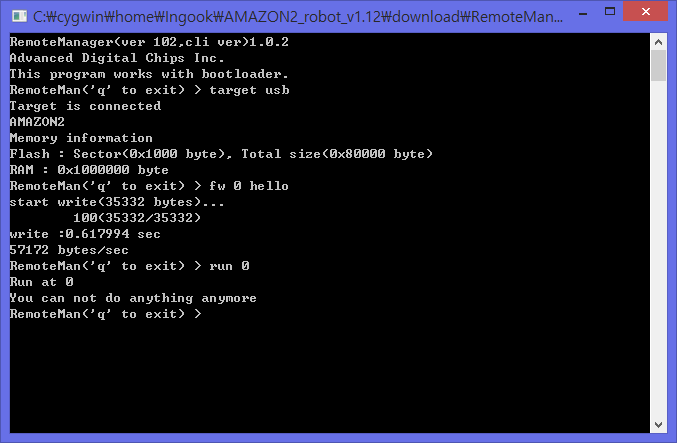 C:₩cygwin₩home₩Ingook₩AMAZON2_robot_v1.12₩download₩RemoteMan...
RemoteManager(ver 102,cli ver)1.0.2
Advanced Digital Chips Inc.
This program works with bootloader.
RemoteMan('q' to exit) > target usb
Target is connected
AMAZON2
Memory information
Flash : Sector(0x1000 byte), Total size(0x80000 byte)
RAM : 0x1000000 byte
RemoteMan('q' to exit) > fw 0 hello
start write(35332 bytes)...
100(35332/35332)
write :0.617994 sec
57172 bytes/sec
RemoteMan('q' to exit) > run 0
Run at 0
You can not do anything anymore
RemoteMan('q' to exit) >